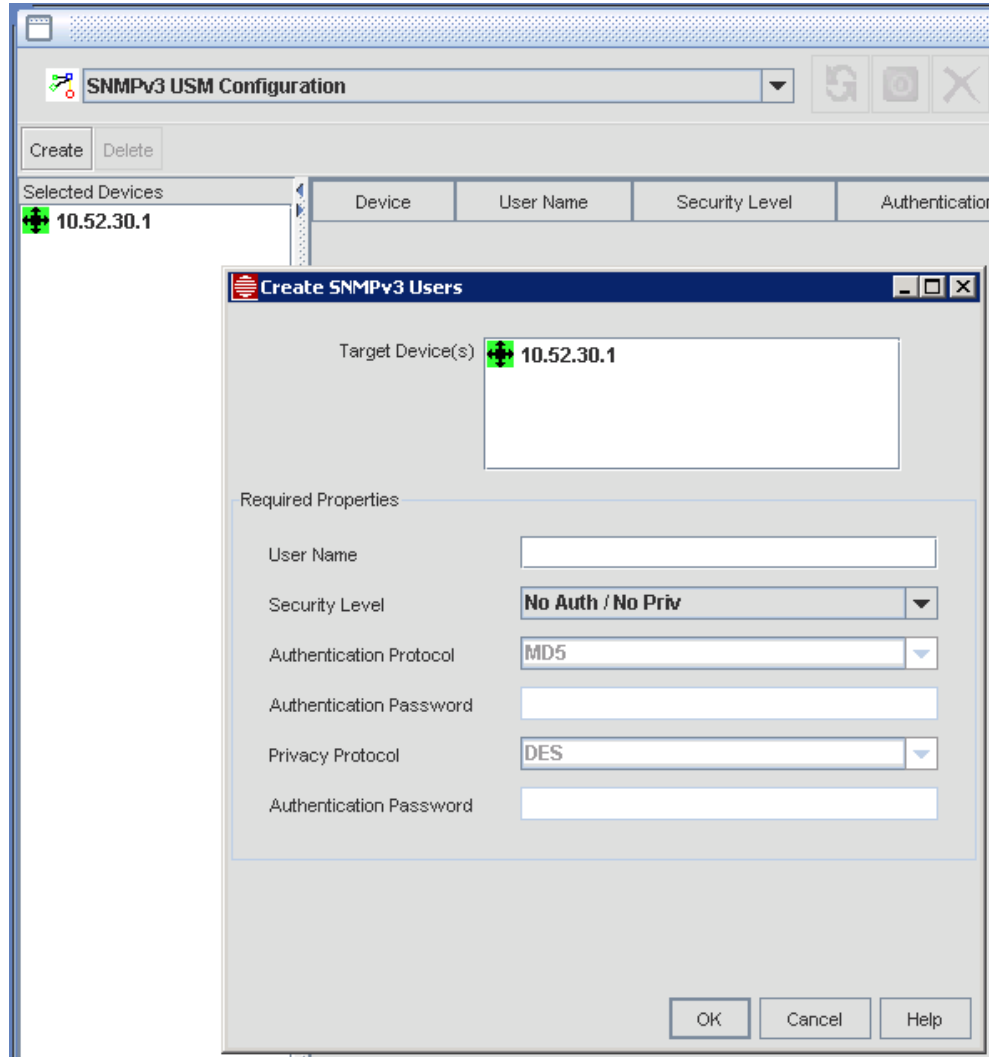 SNMPv3 USM Configuration
Create Delete
Selected Devices
10.52.30.1
Device User Name Security Level Authentication
Create SNMPv3 Users
Target Device(s) 10.52.30.1
Required Properties
User Name
Security Level No Auth / No Priv
Authentication Protocol MD5
Authentication Password
Privacy Protocol DES
Authentication Password
OK Cancel Help